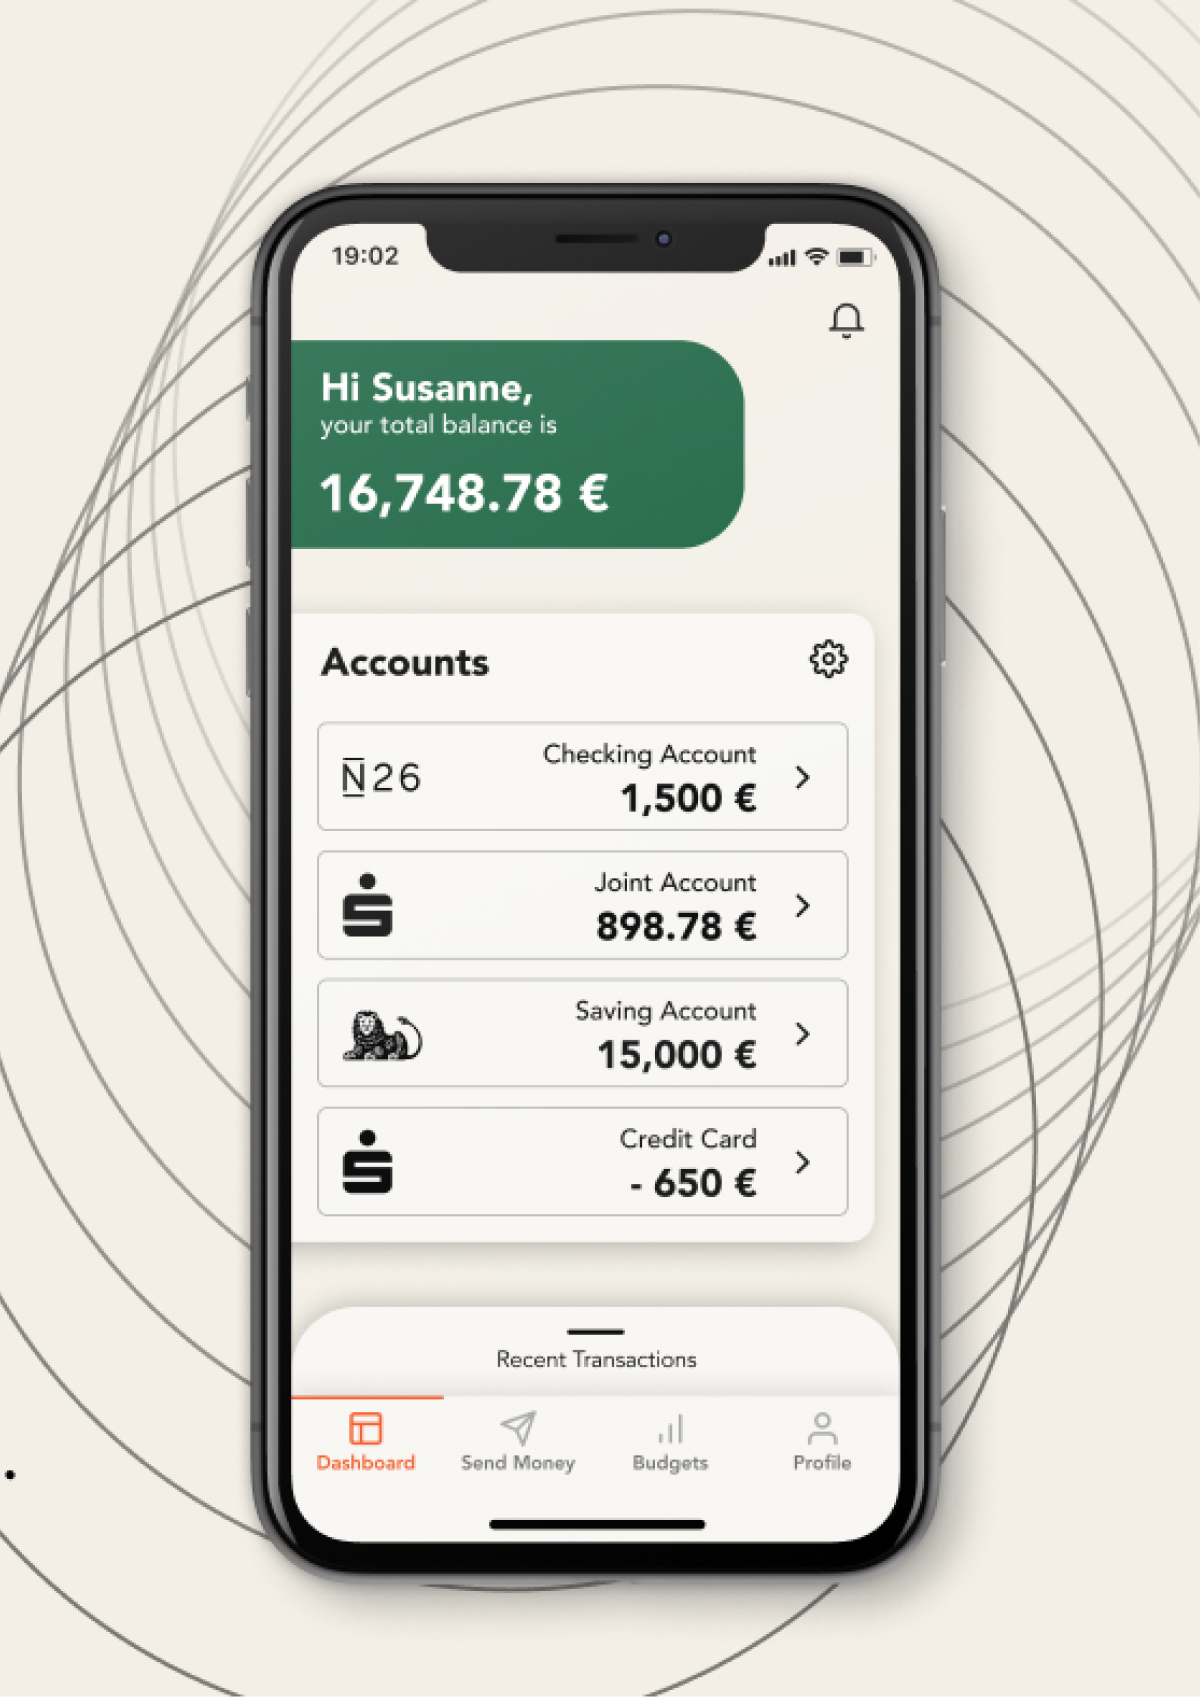 19:02
Hi Susanne,
your total balance is
16,748.78 €
Accounts
N26
Checking Account
1,500 €
Joint Account
898.78 €
Saving Account
15,000 €
Credit Card
- 650 €
Recent Transactions
Dashboard
Send Money
Budgets
Profile
.